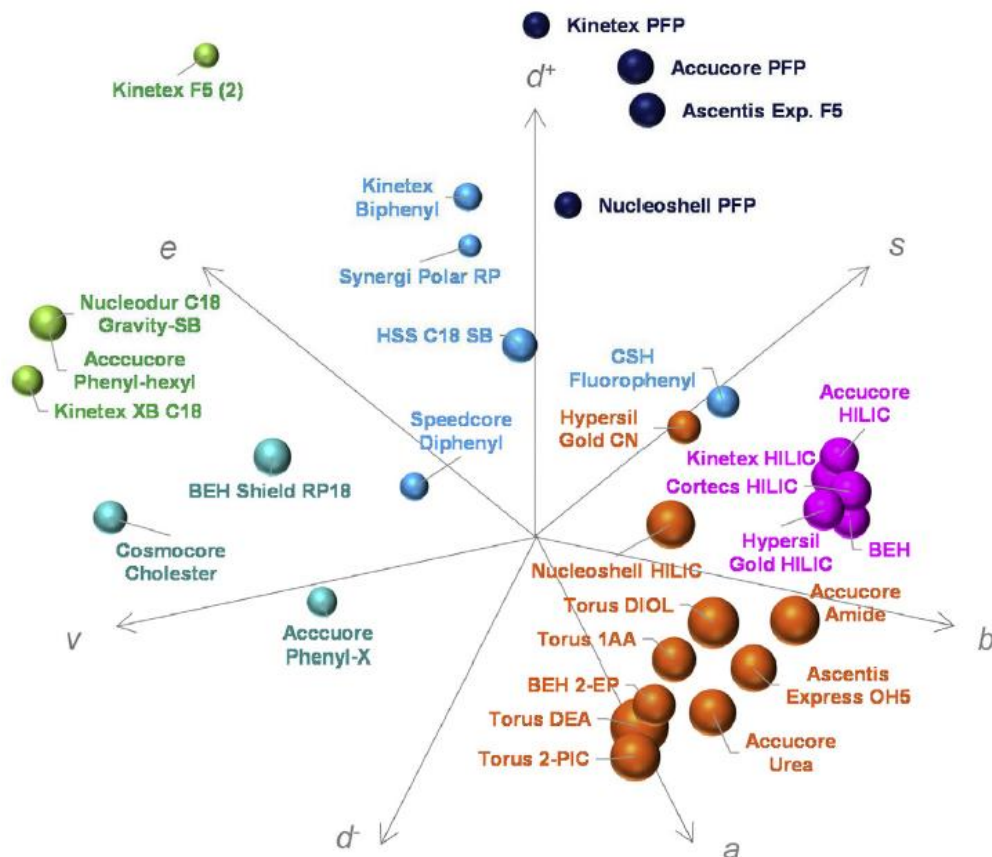 Kinetex PFP
Kinetex F5 (2)
d+
Accucore PFP
Ascentis Exp. F5
Kinetex
Biphenyl
Nucleoshell PFP
e
Synergi Polar RP
s
Nucleodur C18
Gravity-SB
HSS C18 SB
Acccucore
Phenyl-hexyl
CSH
Fluorophenyl
Kinetex XB C18
Accucore
HILIC
Speedcore
Diphenyl
Hypersil
Gold CN
Kinetex HILIC
BEH Shield RP18
Cortecs HILIC
Cosmocore
Cholester
Hypersil
Gold HILIC
BEH
Nucleoshell HILIC
Accucore
Amide
Torus DIOL
v
Acccuore
Phenyl-X
Torus 1AA
b
BEH 2-EP
Ascentis
Express OH5
Torus DEA
Torus 2-PIC
Accucore
Urea
d-
a